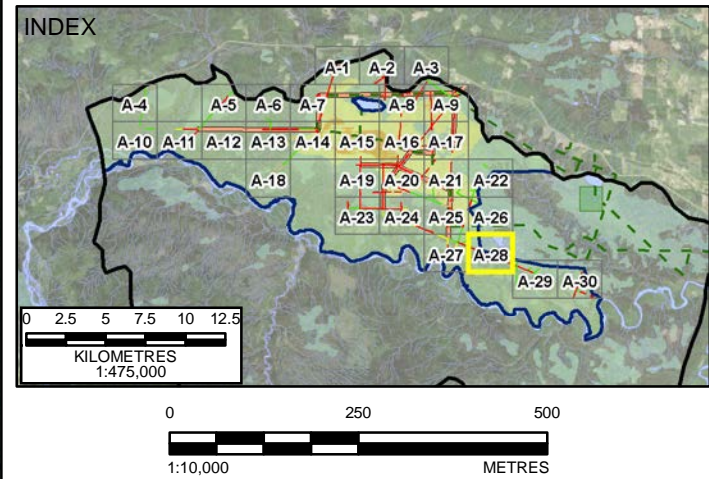 INDEX
A-1 A-2 A-3
A-4 A-5 A-6 A-7 A-8 A-9
A-10 A-11 A-12 A-13 A-14 A-15 A-16 A-17
A-18 A-19 A-20 A-21 A-22
A-23 A-24 A-25 A-26
A-27 A-28
A-29 A-30
0 2.5 5 7.5 10 12.5
KILOMETRES
1:475,000
0 250 500
1:10,000 METRES